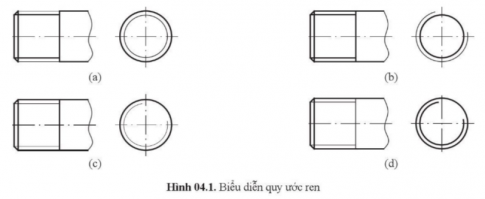 (a)
(b)
(c)
(d)
Hình 04.1. Biểu diễn quy ước ren